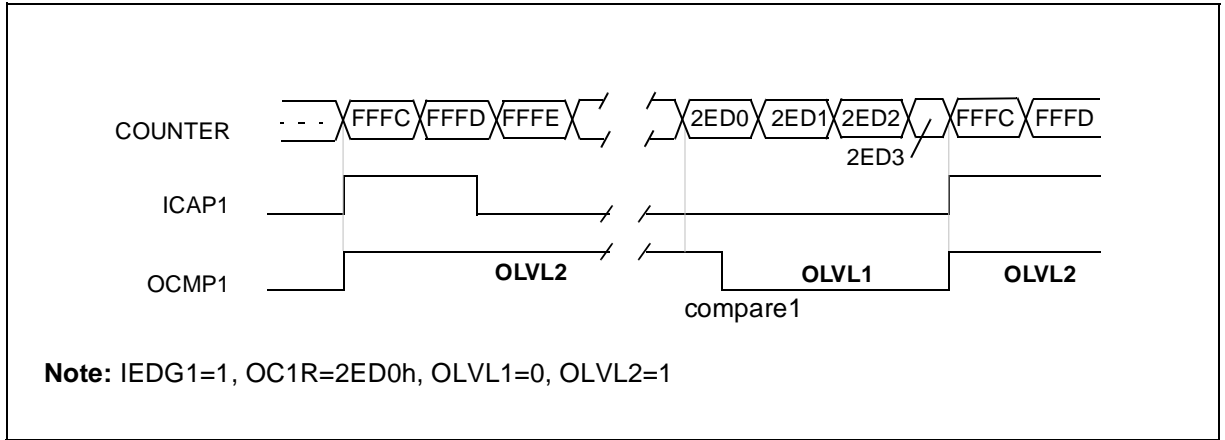 COUNTER - - - FFFC FFFD FFFE 2ED0 2ED1 2ED2 FFFC FFFD
2ED3
ICAP1
OCMP1 OLVL2 OLVL1 OLVL2
compare1
Note: IEDG1=1, OC1R=2ED0h, OLVL1=0, OLVL2=1